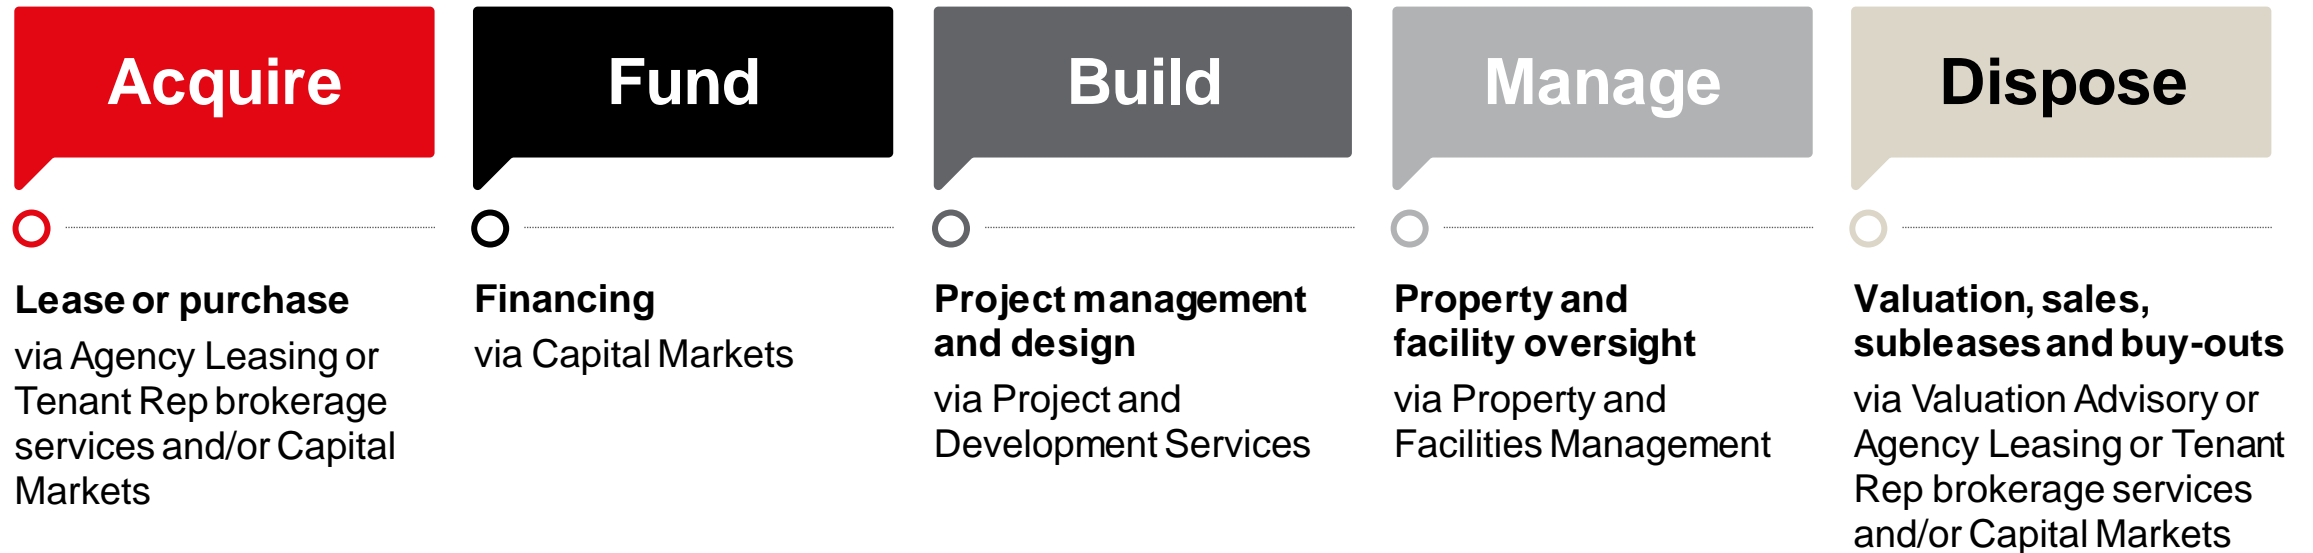 Acquire
Lease or purchase
via Agency Leasing or
Tenant Rep brokerage
services and/or Capital
Markets
Fund
Financing
via Capital Markets
Build
Project management
and design
via Project and
Development Services
Manage
Property and
facility oversight
via Property and
Facilities Management
Dispose
Valuation, sales,
subleases and buy-outs
via Valuation Advisory or
Agency Leasing or Tenant
Rep brokerage services
and/or Capital Markets